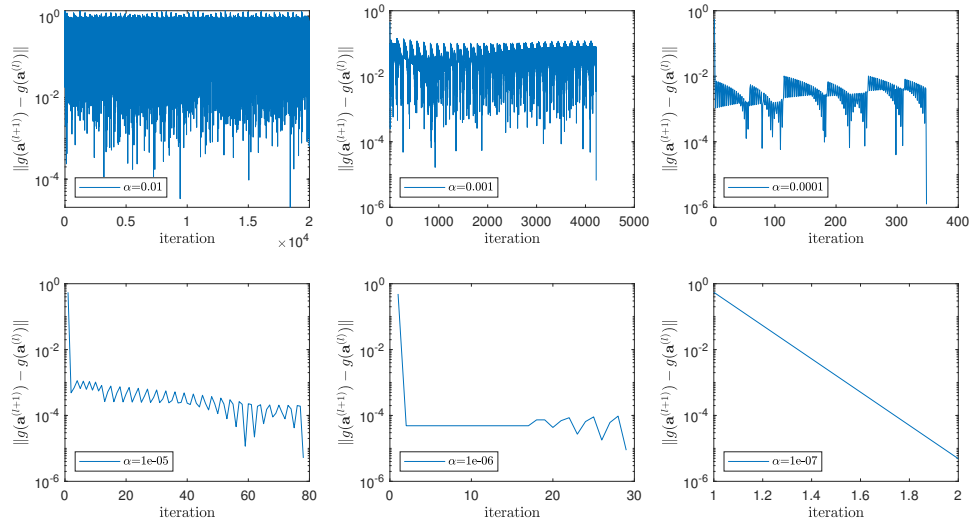 ‖g(a^(l+1)) − g(a^(l))‖
10^0
10^-2
10^-4
α=0.01
0 0.5 1 1.5 2
×10^4
iteration
‖g(a^(l+1)) − g(a^(l))‖
10^0
10^-2
10^-4
10^-6
α=0.001
0 1000 2000 3000 4000 5000
iteration
‖g(a^(l+1)) − g(a^(l))‖
10^0
10^-2
10^-4
10^-6
α=0.0001
0 100 200 300 400
iteration
‖g(a^(l+1)) − g(a^(l))‖
10^0
10^-2
10^-4
10^-6
α=1e-05
0 20 40 60 80
iteration
‖g(a^(l+1)) − g(a^(l))‖
10^0
10^-2
10^-4
10^-6
α=1e-06
0 10 20 30
iteration
‖g(a^(l+1)) − g(a^(l))‖
10^0
10^-2
10^-4
10^-6
α=1e-07
1 1.2 1.4 1.6 1.8 2
iteration